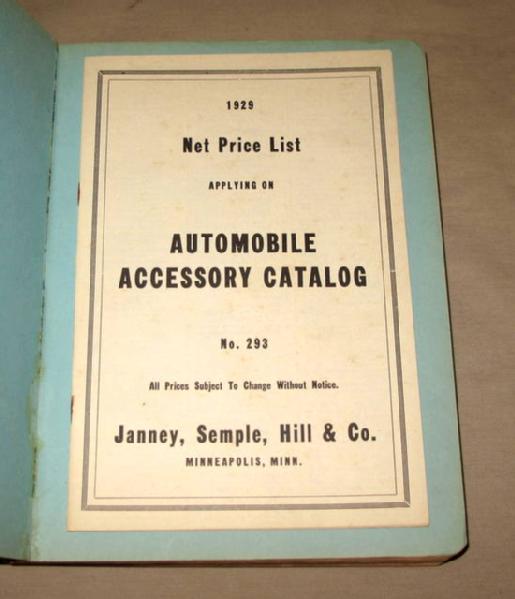 1929
Net Price List
APPLYING ON
AUTOMOBILE
ACCESSORY CATALOG
No. 293
All Prices Subject To Change Without Notice.
Janney, Semple, Hill & Co.
MINNEAPOLIS, MINN.